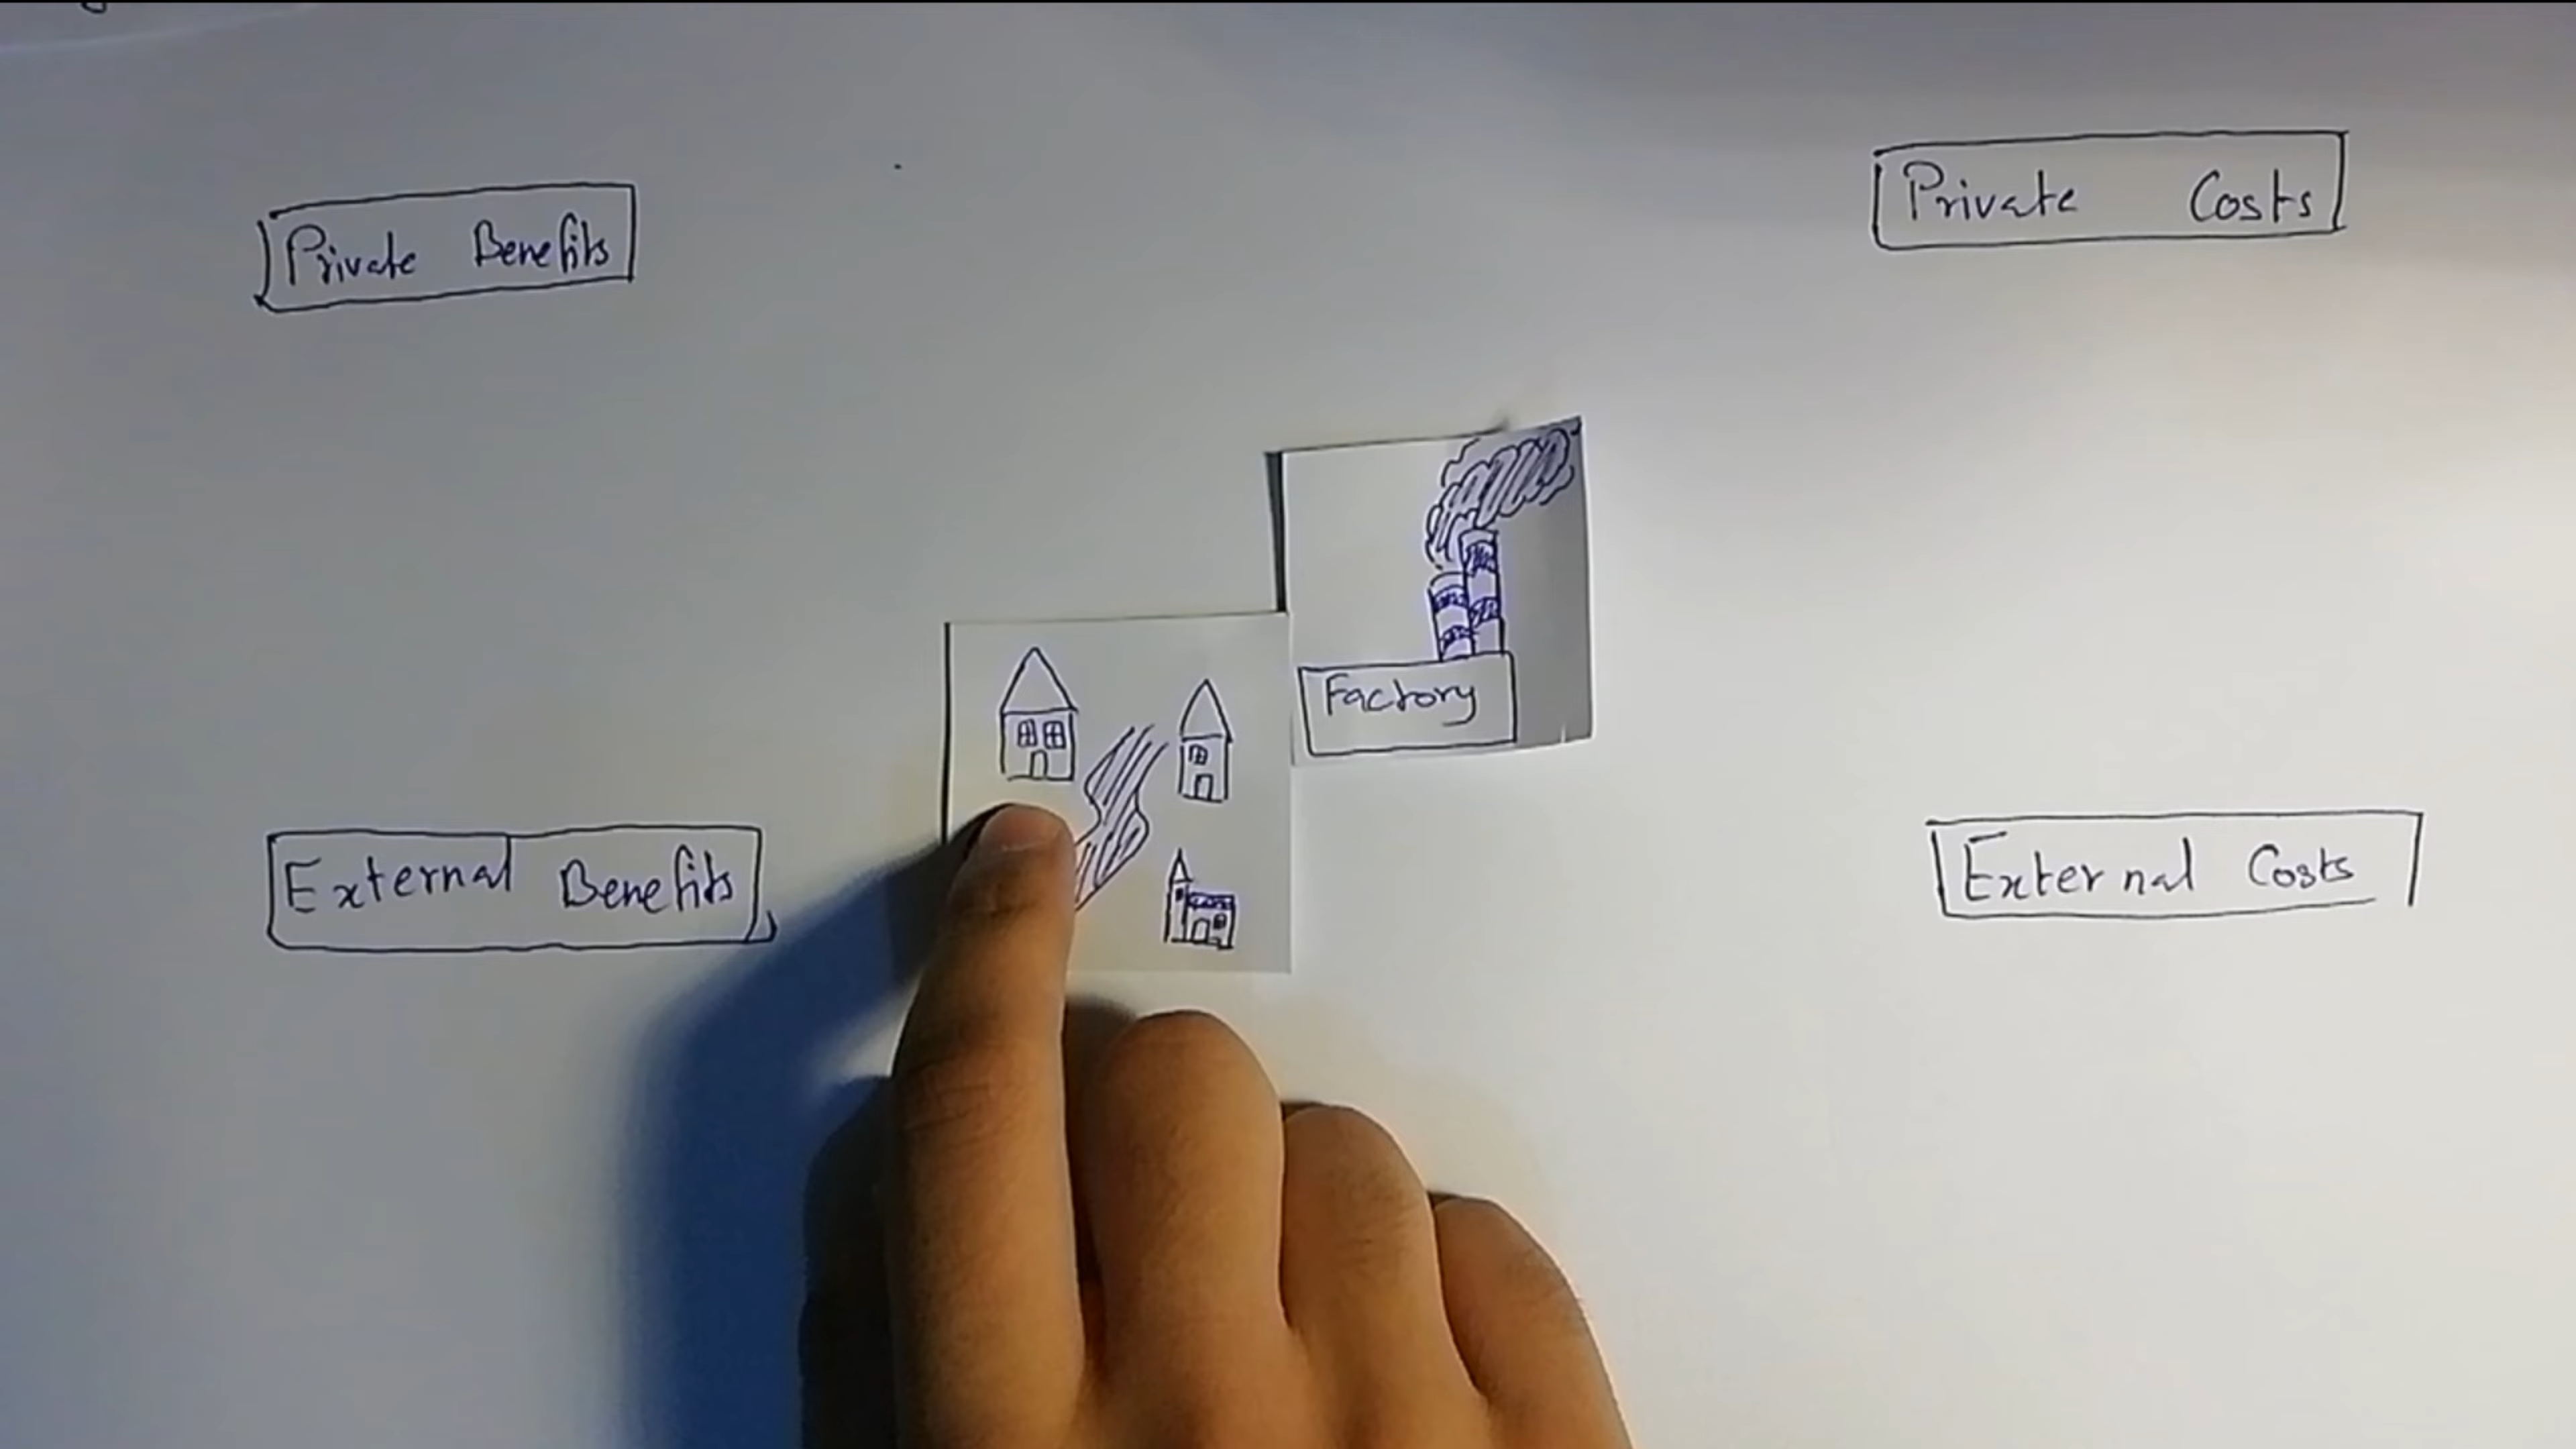 Private Benefits
Private Costs
Factory
External Benefits
External Costs